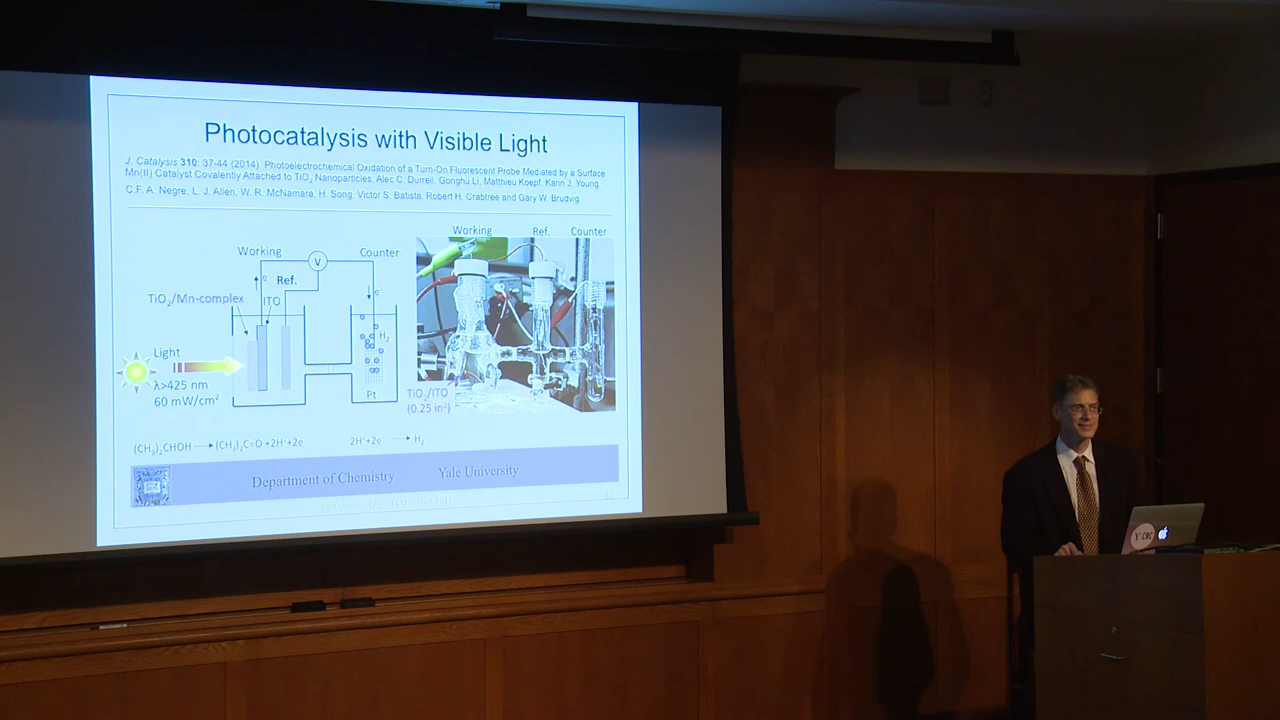 Photocatalysis with Visible Light
J. Catalysis 310: 37-44 (2014) Photoelectrochemical Oxidation of a Turn-On Fluorescent Probe Mediated by a Surface
Mn(II) Catalyst Covalently Attached to TiO₂ Nanoparticles, Alec C. Durrell, Gonghu Li, Matthieu Koepf, Karin J. Young,
C.F. A. Negre, L. J. Allen, W. R. McNamara, H. Song, Victor S. Batista, Robert H. Crabtree and Gary W. Brudvig.
Working Ref. Counter
Working
Counter
V
e⁻
Ref.
e⁻
TiO₂/Mn-complex
ITO
H₂
Light
λ>425 nm
60 mW/cm²
Pt
TiO₂/ITO
(0.25 in²)
(CH₃)₂CHOH → (CH₃)₂C=O +2H⁺+2e⁻
2H⁺+2e⁻ → H₂
Department of Chemistry Yale University
Y CRC